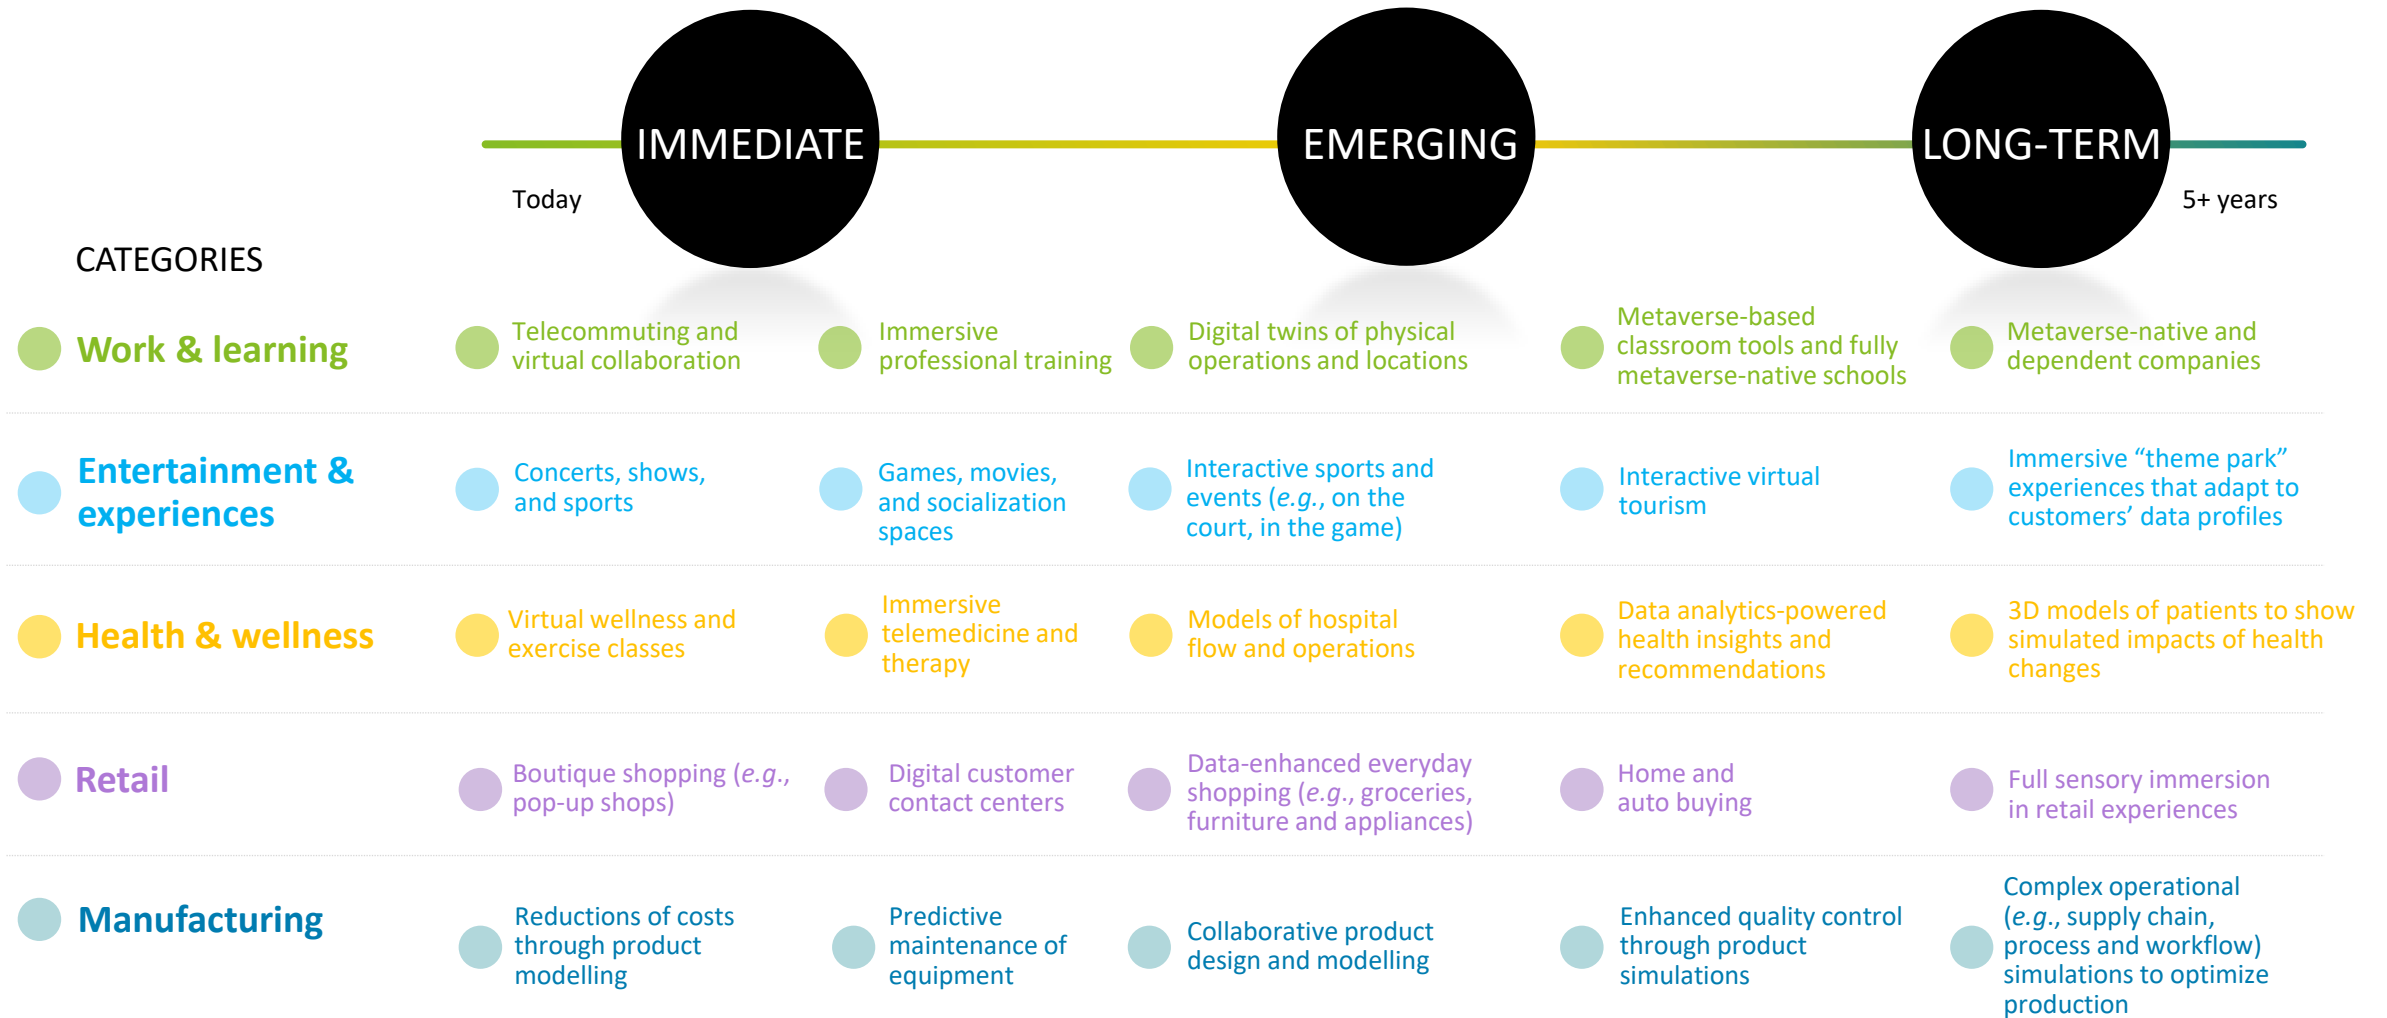 IMMEDIATE
EMERGING
LONG-TERM
Today
5+ years
CATEGORIES
Work & learning
Telecommuting and
virtual collaboration
Immersive
professional training
Digital twins of physical
operations and locations
Metaverse-based
classroom tools and fully
metaverse-native schools
Metaverse-native and
dependent companies
Entertainment &
experiences
Concerts, shows,
and sports
Games, movies,
and socialization
spaces
Interactive sports and
events (e.g., on the
court, in the game)
Interactive virtual
tourism
Immersive “theme park”
experiences that adapt to
customers’ data profiles
Health & wellness
Virtual wellness and
exercise classes
Immersive
telemedicine and
therapy
Models of hospital
flow and operations
Data analytics-powered
health insights and
recommendations
3D models of patients to show
simulated impacts of health
changes
Retail
Boutique shopping (e.g.,
pop-up shops)
Digital customer
contact centers
Data-enhanced everyday
shopping (e.g., groceries,
furniture and appliances)
Home and
auto buying
Full sensory immersion
in retail experiences
Manufacturing
Reductions of costs
through product
modelling
Predictive
maintenance of
equipment
Collaborative product
design and modelling
Enhanced quality control
through product
simulations
Complex operational
(e.g., supply chain,
process and workflow)
simulations to optimize
production